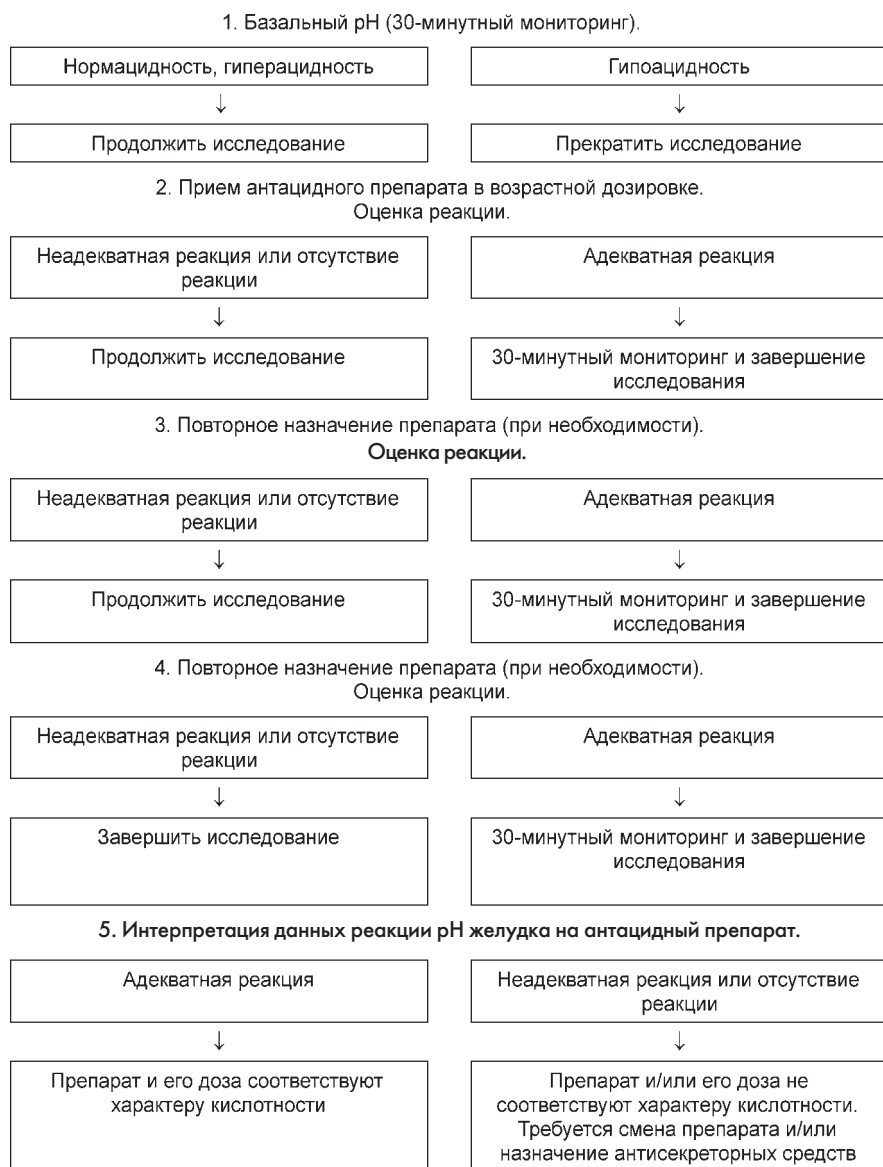 1. Базальный pH (30-минутный мониторинг).
Нормацидность, гиперацидность
Гипоацидность
↓
↓
Продолжить исследование
Прекратить исследование
2. Прием антацидного препарата в возрастной дозировке.
Оценка реакции.
Неадекватная реакция или отсутствие
реакции
Адекватная реакция
↓
↓
Продолжить исследование
30-минутный мониторинг и завершение
исследования
3. Повторное назначение препарата (при необходимости).
Оценка реакции.
Неадекватная реакция или отсутствие
реакции
Адекватная реакция
↓
↓
Продолжить исследование
30-минутный мониторинг и завершение
исследования
4. Повторное назначение препарата (при необходимости).
Оценка реакции.
Неадекватная реакция или отсутствие
реакции
Адекватная реакция
↓
↓
Завершить исследование
30-минутный мониторинг и завершение
исследования
5. Интерпретация данных реакции pH желудка на антацидный препарат.
Адекватная реакция
Неадекватная реакция или отсутствие
реакции
↓
↓
Препарат и его доза соответствуют
характеру кислотности
Препарат и/или его доза не
соответствуют характеру кислотности.
Требуется смена препарата и/или
назначение антисекреторных средств